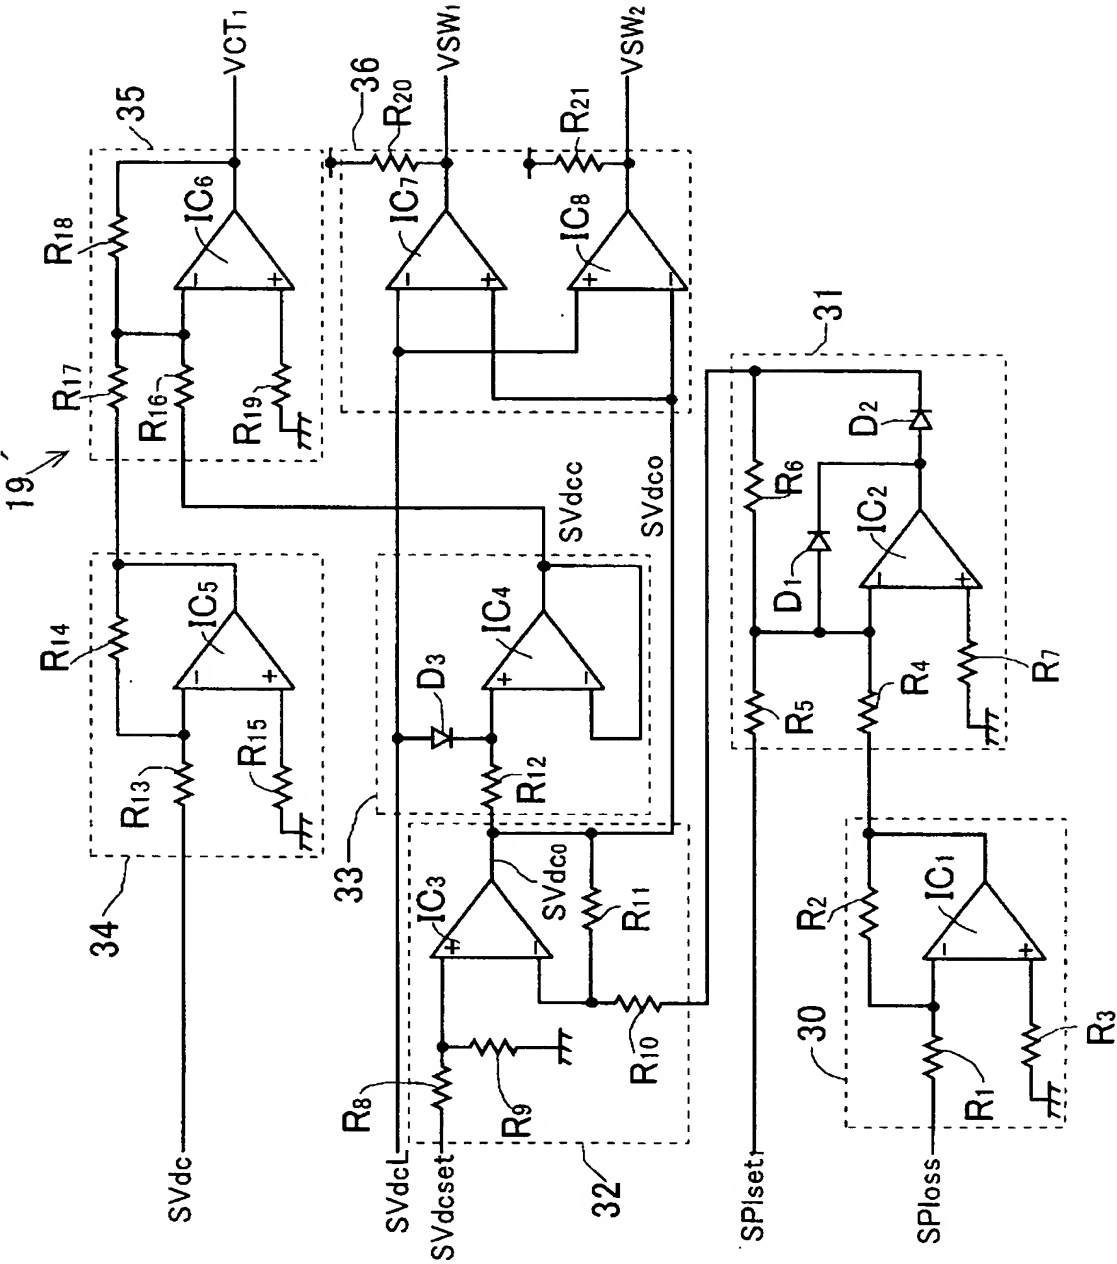 19'
35
VCT1
R18
IC6
R17
R16
R19
36
R20
VSW1
IC7
R21
VSW2
IC8
R14
IC5
R13
R15
34
SVdc
SVdcc
SVdco
33
D3
IC4
R12
IC3
SVdco
R11
R10
R8
R9
32
SVdcL
SVdcset
31
R6
D2
D1
IC2
R5
R4
R7
SPIset1
30
R2
IC1
R1
R3
SPIoss
- + - + + - + - + - - + - + - +